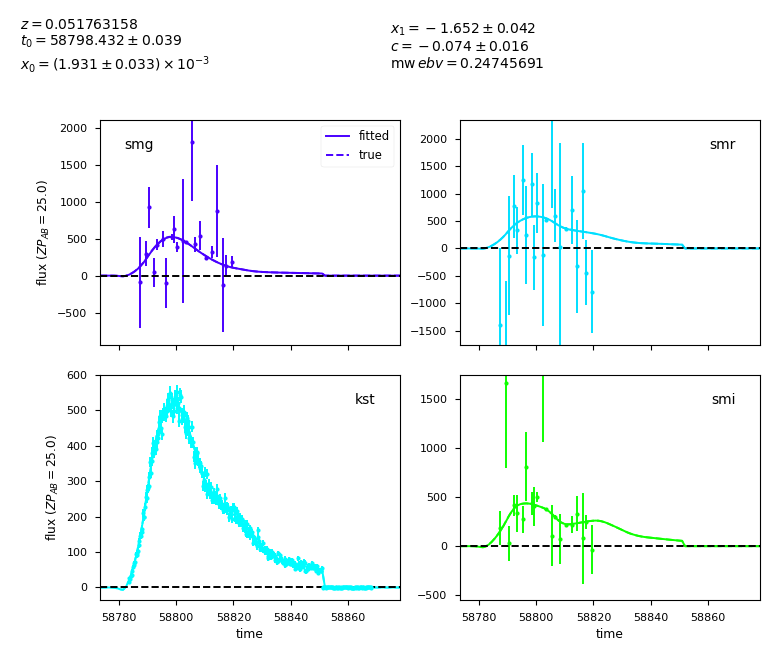 z = 0.051763158
t₀ = 58798.432 ± 0.039
x₀ = (1.931 ± 0.033) × 10⁻³
x₁ = −1.652 ± 0.042
c = −0.074 ± 0.016
mw ebv = 0.24745691
smg
fitted
true
2000
1500
1000
500
0
−500
flux (ZP_AB = 25.0)
smr
2000
1500
1000
500
0
−500
−1000
−1500
kst
600
500
400
300
200
100
0
flux (ZP_AB = 25.0)
58780 58800 58820 58840 58860
time
smi
1500
1000
500
0
−500
58780 58800 58820 58840 58860
time